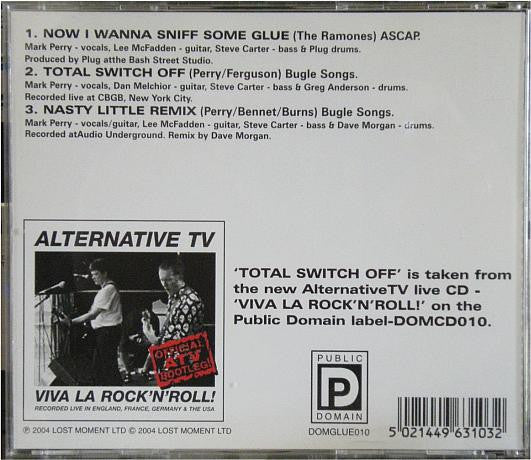 1. NOW I WANNA SNIFF SOME GLUE (The Ramones) ASCAP.
Mark Perry - vocals, Lee McFadden - guitar, Steve Carter - bass & Plug drums.
Produced by Plug atthe Bash Street Studio.
2. TOTAL SWITCH OFF (Perry/Ferguson) Bugle Songs.
Mark Perry - vocals, Dan Melchior - guitar, Steve Carter - bass & Greg Anderson - drums.
Recorded live at CBGB, New York City.
3. NASTY LITTLE REMIX (Perry/Bennet/Burns) Bugle Songs.
Mark Perry - vocals/guitar, Lee McFadden - guitar, Steve Carter - bass & Dave Morgan - drums.
Recorded atAudio Underground. Remix by Dave Morgan.
ALTERNATIVE TV
OFFICIAL
ATV
BOOTLEG!
VIVA LA ROCK'N'ROLL!
RECORDED LIVE IN ENGLAND, FRANCE, GERMANY & THE USA
℗ 2004 LOST MOMENT LTD © 2004 LOST MOMENT LTD
'TOTAL SWITCH OFF' is taken from
the new AlternativeTV live CD -
'VIVA LA ROCK'N'ROLL!' on the
Public Domain label-DOMCD010.
PUBLIC
P
DOMAIN
DOMGLUE010
5 021449 631032